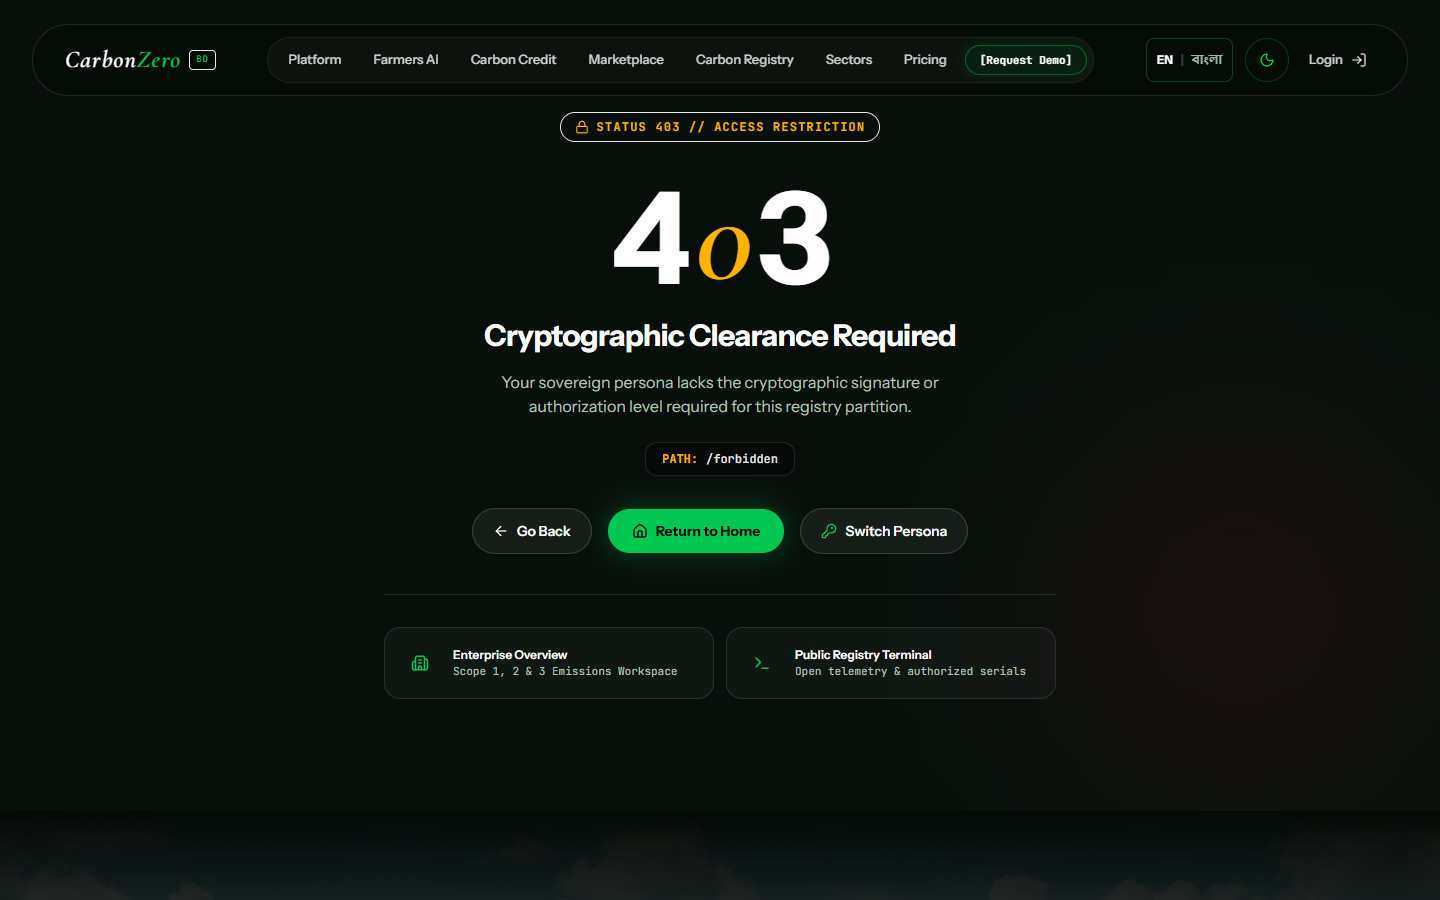 CarbonZero BD
Platform Farmers AI Carbon Credit Marketplace Carbon Registry Sectors Pricing [Request Demo]
EN | বাংলা
Login
STATUS 403 // ACCESS RESTRICTION
403
Cryptographic Clearance Required
Your sovereign persona lacks the cryptographic signature or
authorization level required for this registry partition.
PATH: /forbidden
Go Back
Return to Home
Switch Persona
Enterprise Overview
Scope 1, 2 & 3 Emissions Workspace
Public Registry Terminal
Open telemetry & authorized serials